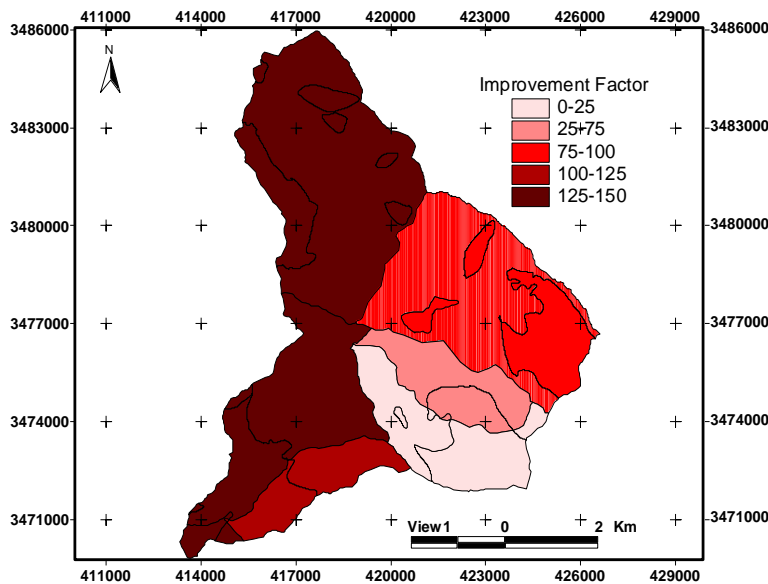 411000 414000 417000 420000 423000 426000 429000
3486000 3486000
N
Improvement Factor
0-25
25-75
75-100
100-125
125-150
3483000 3483000
3480000 3480000
3477000 3477000
3474000 3474000
3471000 3471000
View1 0 2 Km
411000 414000 417000 420000 423000 426000 429000